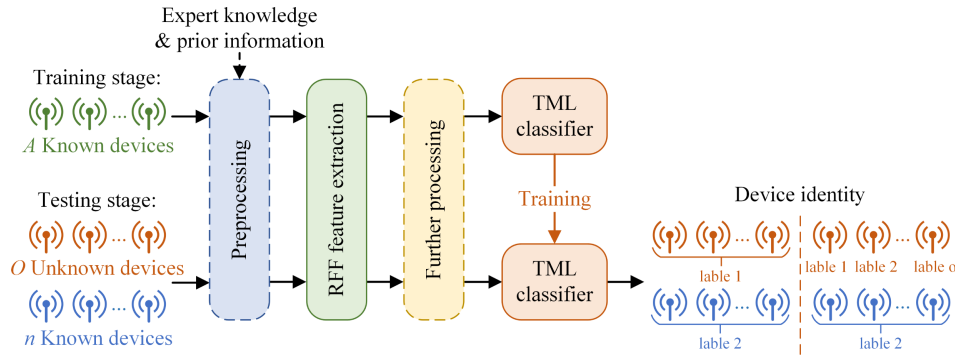 Expert knowledge
& prior information
Training stage:
A Known devices
Testing stage:
O Unknown devices
n Known devices
Preprocessing
RFF feature extraction
Further processing
TML
classifier
Training
TML
classifier
Device identity
lable 1
lable 1 lable 2 lable o
lable 2
lable 2